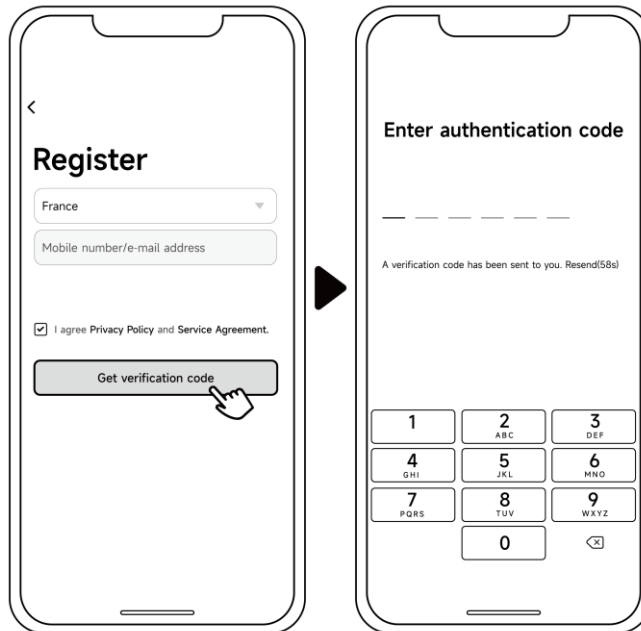 Register
France
Mobile number/e-mail address
I agree Privacy Policy and Service Agreement.
Get verification code
Enter authentication code
A verification code has been sent to you. Resend(58s)
1 2 3
ABC DEF
4 5 6
GHI JKL MNO
7 8 9
PQRS TUV WXYZ
0